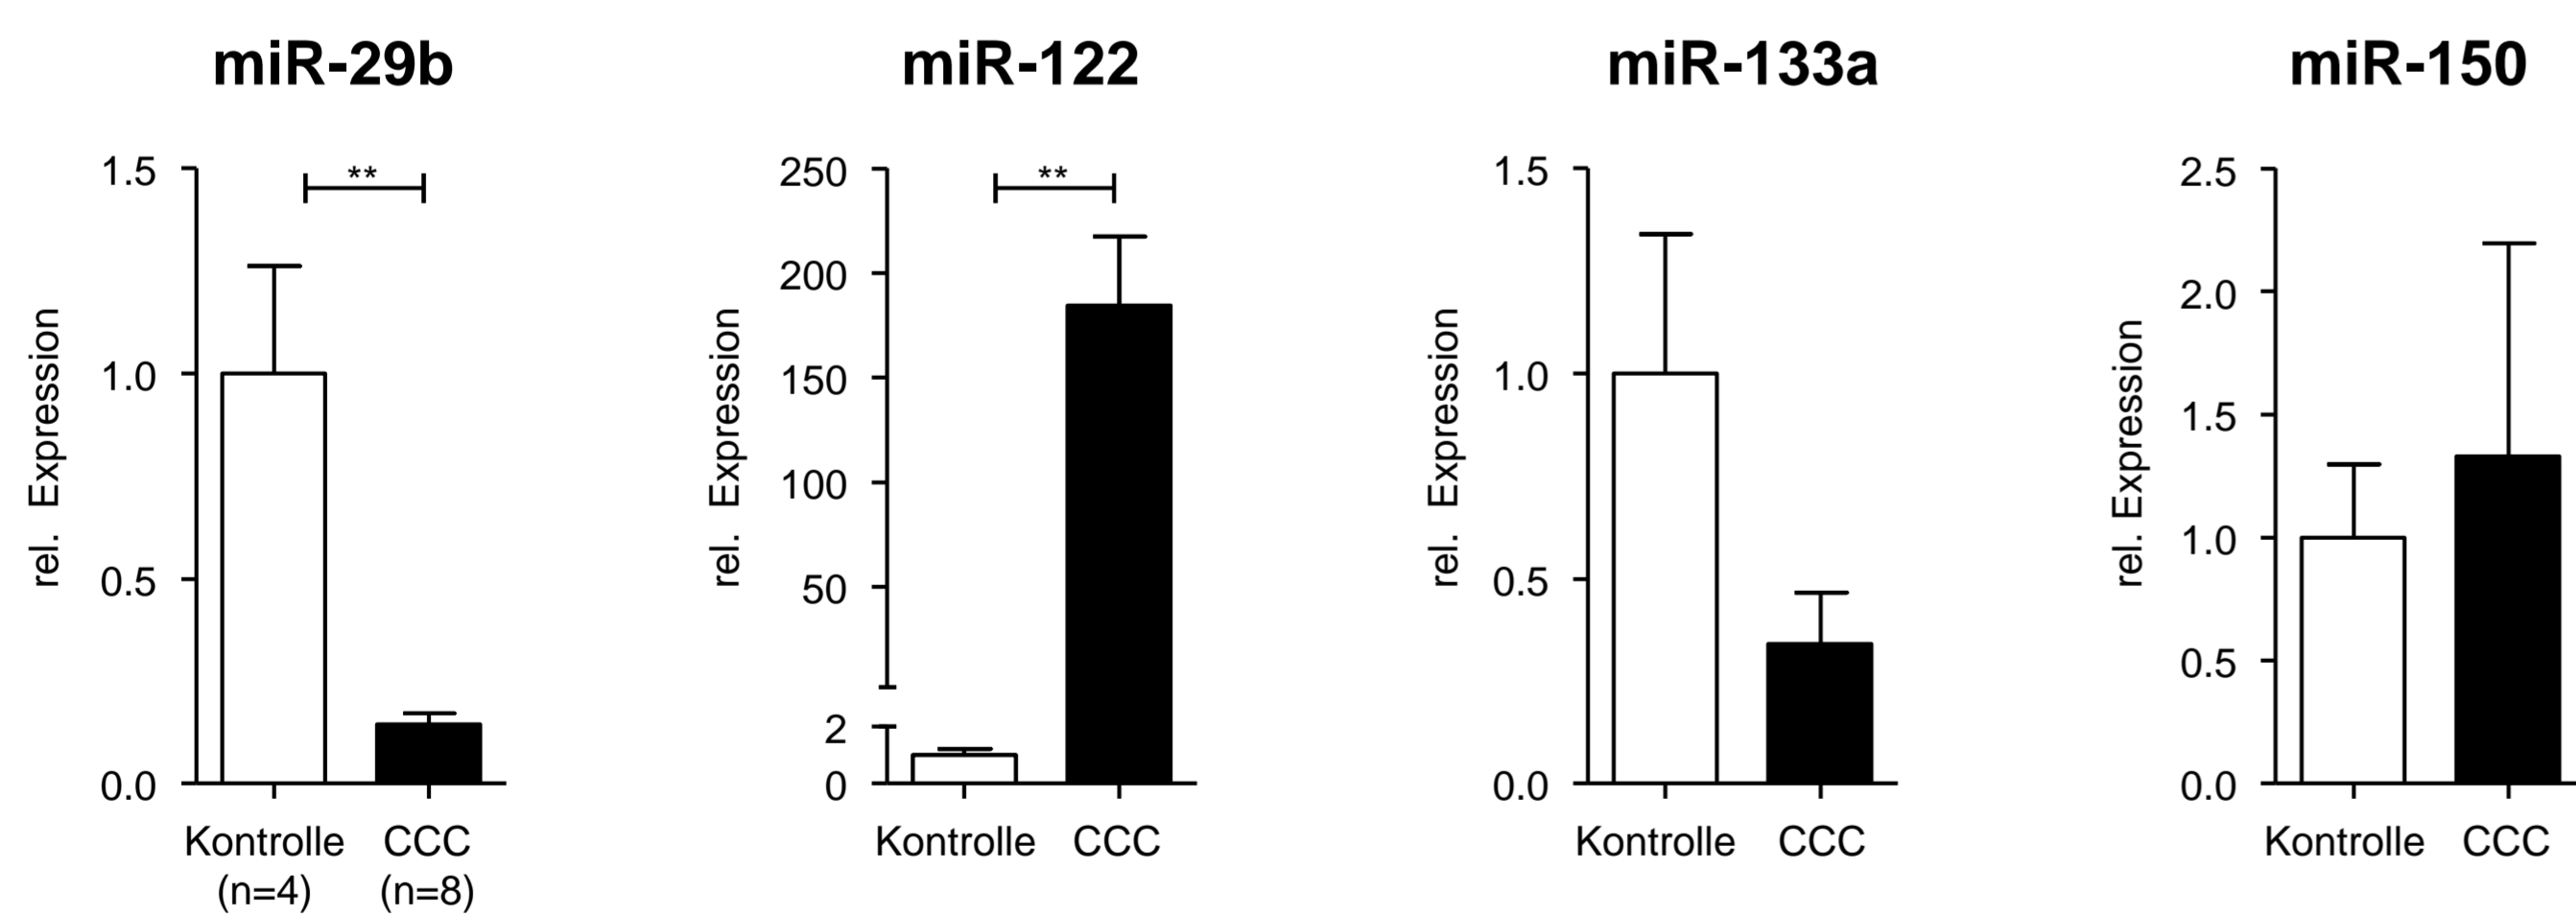 miR-29b
miR-122
miR-133a
miR-150
rel. Expression
1.5
1.0
0.5
0.0
**
Kontrolle
(n=4)
CCC
(n=8)
rel. Expression
250
200
150
100
50
2
0
**
Kontrolle
CCC
rel. Expression
1.5
1.0
0.5
0.0
Kontrolle
CCC
rel. Expression
2.5
2.0
1.5
1.0
0.5
0.0
Kontrolle
CCC